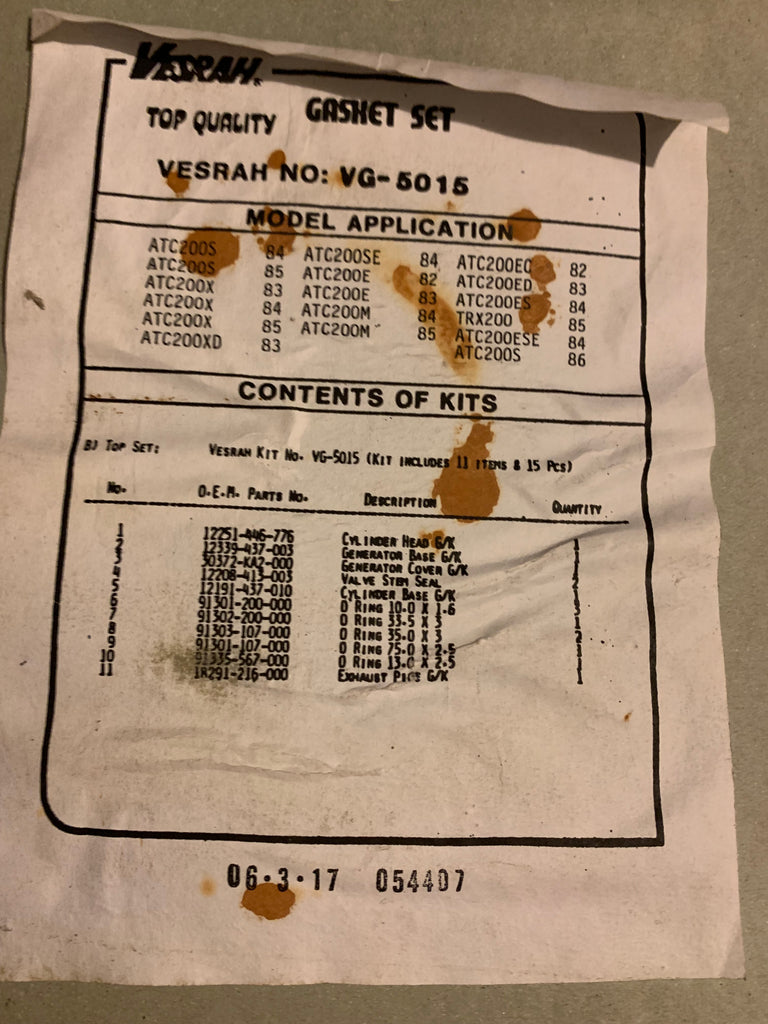 VESRAH
TOP QUALITY GASKET SET
VESRAH NO: VG-5015
MODEL APPLICATION
ATC200S 84 ATC200SE 84 ATC200EC 82
ATC200S 85 ATC200E 82 ATC200ED 83
ATC200X 83 ATC200E 83 ATC200ES 84
ATC200X 84 ATC200M 84 TRX200 85
ATC200X 85 ATC200M 85 ATC200ESE 84
ATC200XD 83 ATC200S 86
CONTENTS OF KITS
B) TOP SET: VESRAH KIT NO. VG-5015 (KIT INCLUDES 11 ITEMS & 15 PCS)
NO. O.E.M. PARTS NO. DESCRIPTION QUANTITY
1 12251-446-776 CYLINDER HEAD G/K
2 12339-437-003 GENERATOR BASE G/K
3 30372-KA2-000 GENERATOR COVER G/K
4 12208-413-003 VALVE STEM SEAL
5 12191-437-010 CYLINDER BASE G/K
6 91301-200-000 O RING 10.0 X 1.6
7 91302-200-000 O RING 33.5 X 3
8 91303-107-000 O RING 35.0 X 3
9 91301-107-000 O RING 75.0 X 2.5
10 91335-567-000 O RING 13.0 X 2.5
11 18291-216-000 EXHAUST PIPS G/K
06·3·17 054407